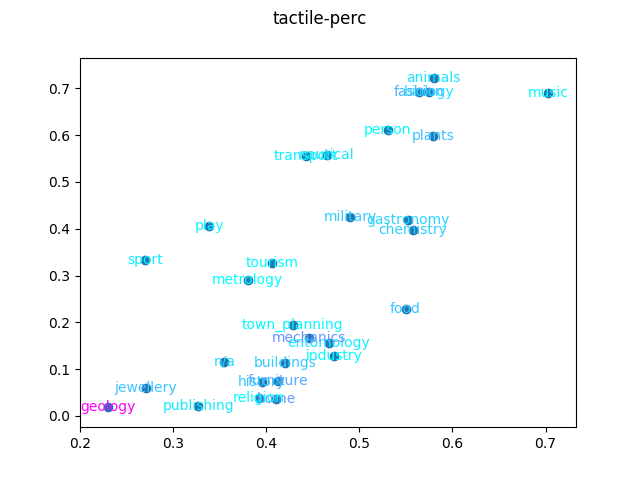 tactile-perc
animals
fashion
biology
music
person
plants
transport
nautical
military
gastronomy
play
chemistry
sport
tourism
metrology
food
town_planning
mechanics
entomology
industry
buildings
furniture
history
jewellery
religion
home
geology
publishing
0.7
0.6
0.5
0.4
0.3
0.2
0.1
0.0
0.2 0.3 0.4 0.5 0.6 0.7